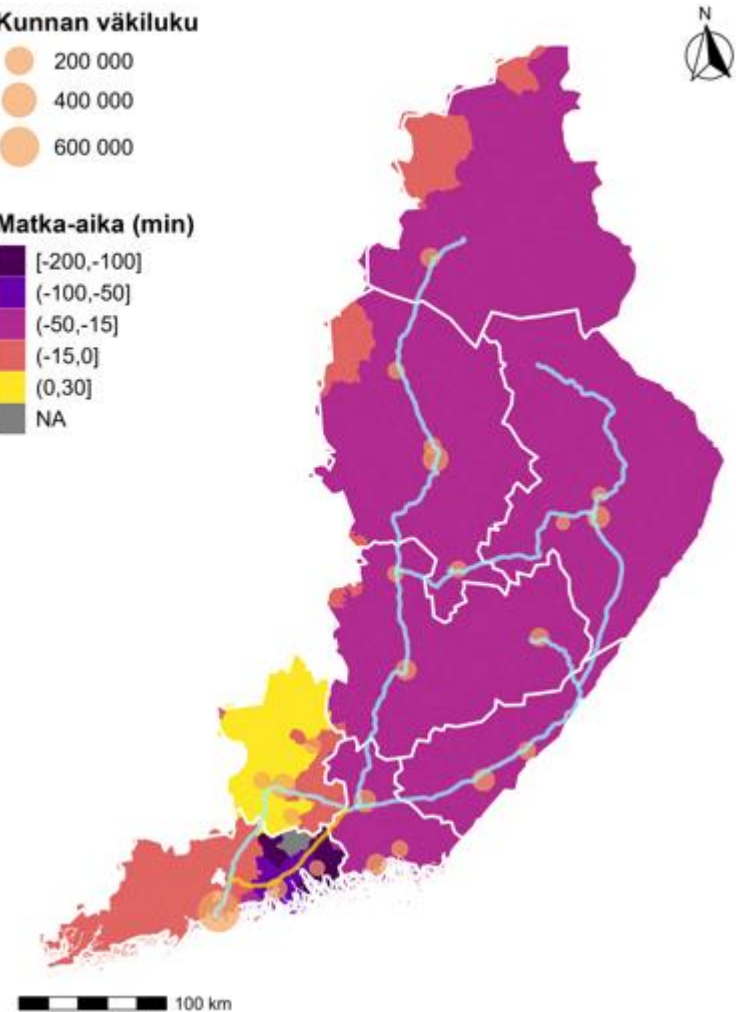 Kunnan väkiluku
200 000
400 000
600 000
N
Matka-aika (min)
[-200,-100]
(-100,-50]
(-50,-15]
(-15,0]
(0,30]
NA
100 km